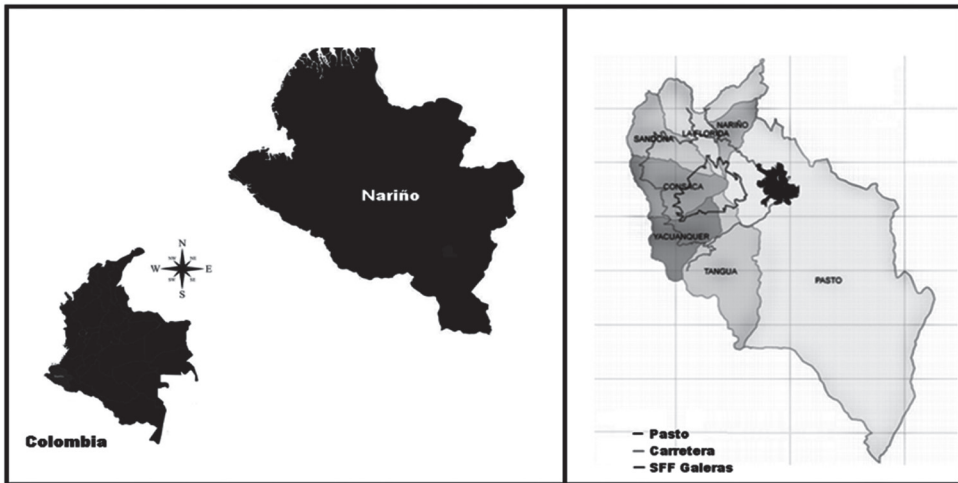 Nariño
N
W
E
S
Colombia
NARIÑO
LA FLORIDA
SANDONA
CONSACA
YACUANQUER
TANGUA
PASTO
Pasto
Carretera
SFF Galeras